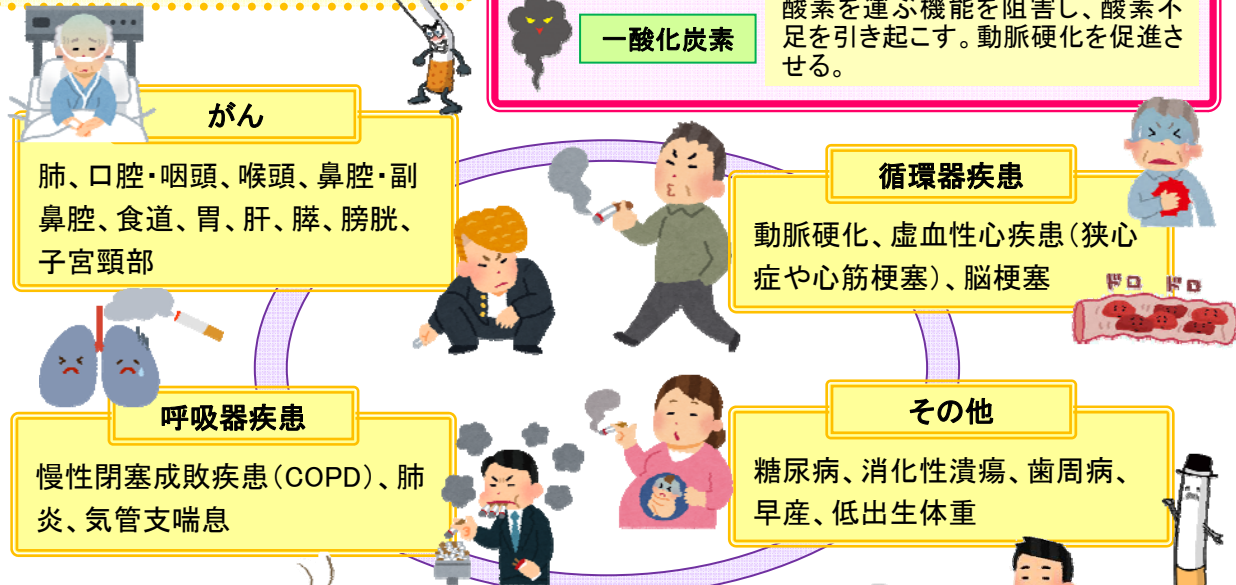 酸素を運ぶ機能を阻害し、酸素不
足を引き起こす。動脈硬化を促進さ
せる。
一酸化炭素
がん
肺、口腔・咽頭、喉頭、鼻腔・副
鼻腔、食道、胃、肝、膵、膀胱、
子宮頸部
循環器疾患
動脈硬化、虚血性心疾患(狭心
症や心筋梗塞)、脳梗塞
ドロ ドロ
呼吸器疾患
慢性閉塞成敗疾患(COPD)、肺
炎、気管支喘息
その他
糖尿病、消化性潰瘍、歯周病、
早産、低出生体重